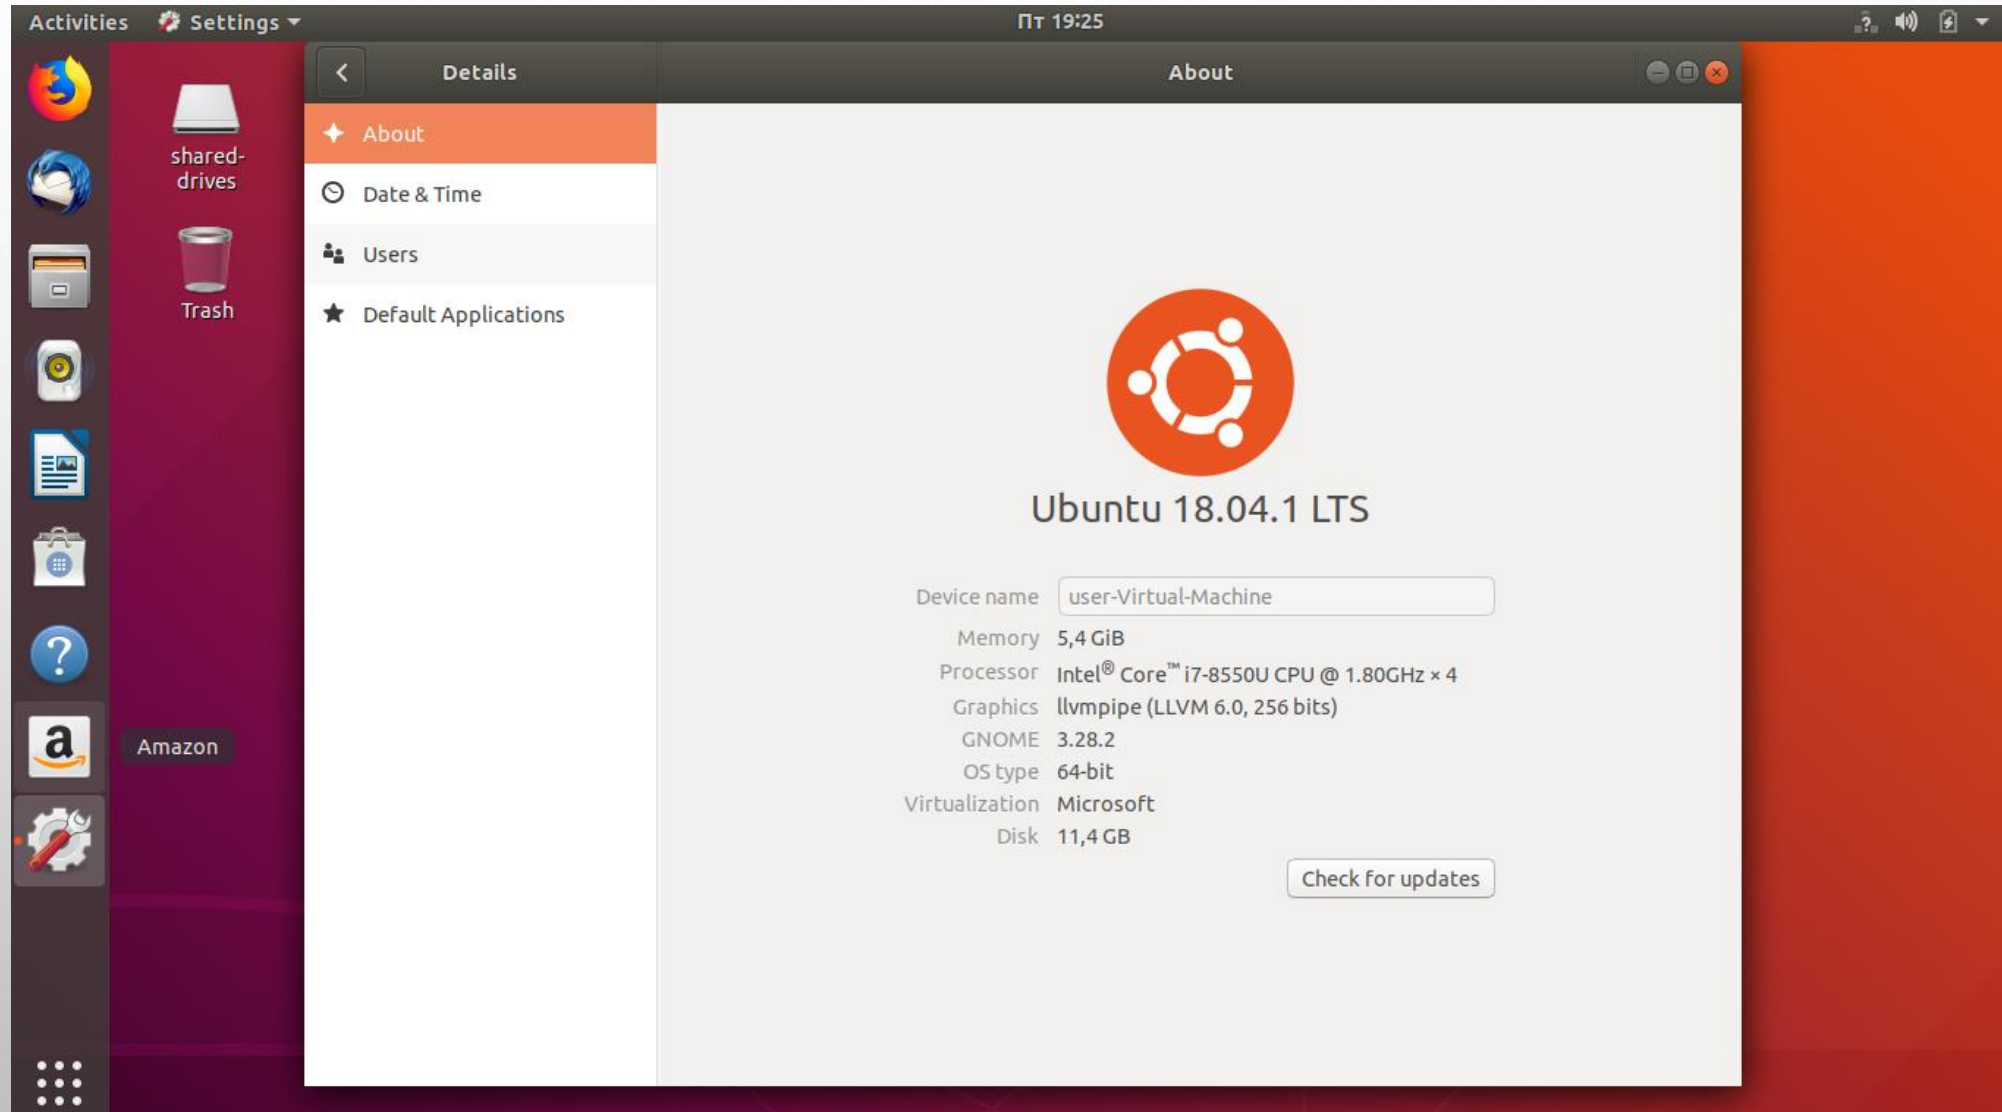 Activities Settings Пт 19:25
Details About
shared-
drives
Trash
About
Date & Time
Users
Default Applications
Amazon
Ubuntu 18.04.1 LTS
Device name user-Virtual-Machine
Memory 5,4 GiB
Processor Intel® Core™ i7-8550U CPU @ 1.80GHz × 4
Graphics llvmpipe (LLVM 6.0, 256 bits)
GNOME 3.28.2
OS type 64-bit
Virtualization Microsoft
Disk 11,4 GB
Check for updates